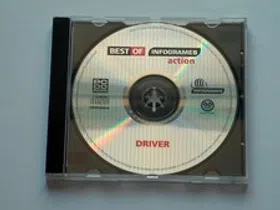 BEST OF INFOGRAMES
action
DRIVER